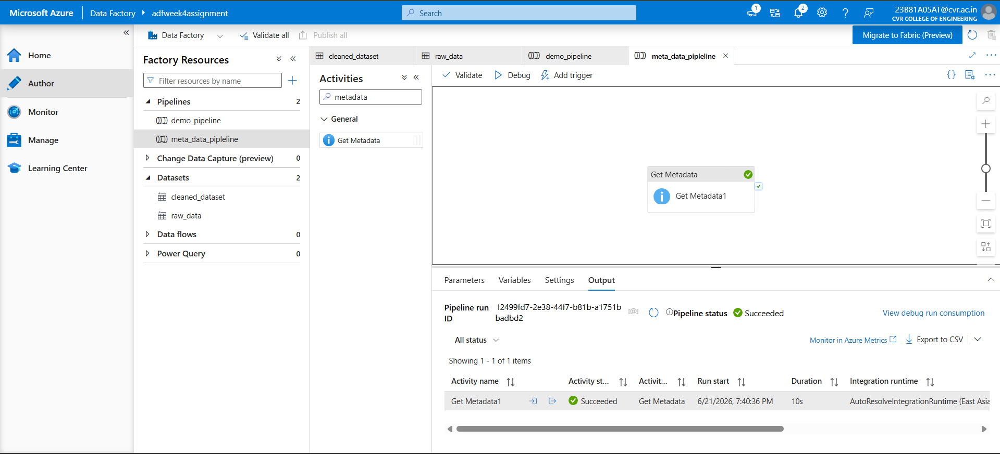 Microsoft Azure
Data Factory
adfweek4assignment
Search
1
2
23B81A05AT@cvr.ac.in
CVR COLLEGE OF ENGINEERING
Home
Author
Monitor
Manage
Learning Center
Data Factory
Validate all
Publish all
Migrate to Fabric (Preview)
Factory Resources
Filter resources by name
Pipelines 2
demo_pipeline
meta_data_pipleline
Change Data Capture (preview) 0
Datasets 2
cleaned_dataset
raw_data
Data flows 0
Power Query 0
cleaned_dataset
raw_data
demo_pipeline
meta_data_pipleline
Activities
metadata
General
Get Metadata
Validate
Debug
Add trigger
Get Metadata
Get Metadata1
Parameters
Variables
Settings
Output
Pipeline run
ID
f2499fd7-2e38-44f7-b81b-a1751b
badbd2
[@]
Pipeline status
Succeeded
View debug run consumption
All status
Monitor in Azure Metrics
Export to CSV
Showing 1 - 1 of 1 items
Activity name Activity st... Activit... Run start Duration Integration runtime
Get Metadata1 Succeeded Get Metadata 6/21/2026, 7:40:36 PM 10s AutoResolveIntegrationRuntime (East Asia